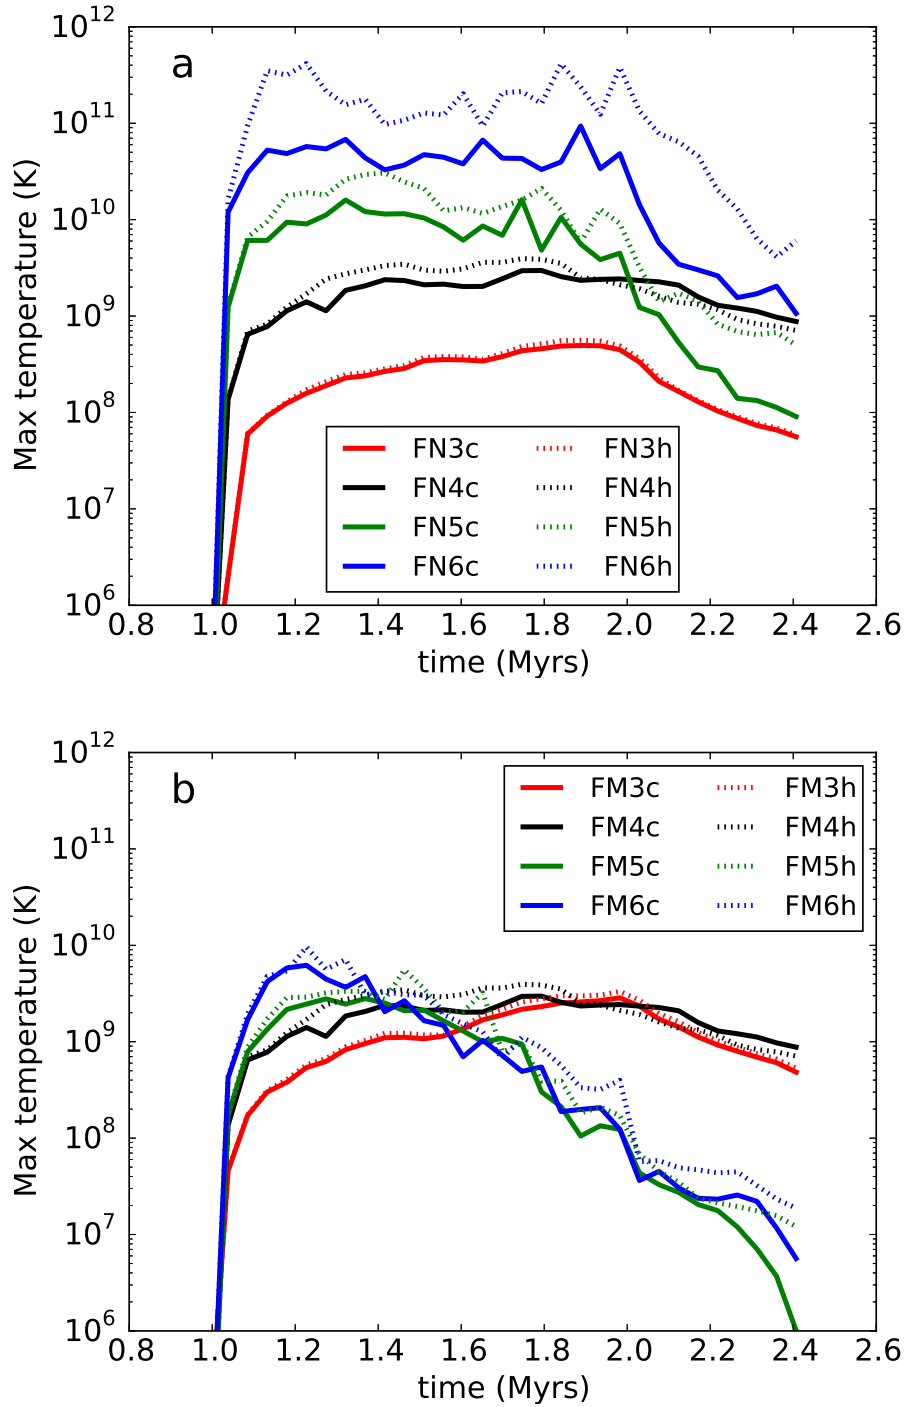 a
10^12
10^11
10^10
10^9
10^8
10^7
10^6
Max temperature (K)
FN3c FN3h
FN4c FN4h
FN5c FN5h
FN6c FN6h
0.8 1.0 1.2 1.4 1.6 1.8 2.0 2.2 2.4 2.6
time (Myrs)
b
10^12
10^11
10^10
10^9
10^8
10^7
10^6
Max temperature (K)
FM3c FM3h
FM4c FM4h
FM5c FM5h
FM6c FM6h
0.8 1.0 1.2 1.4 1.6 1.8 2.0 2.2 2.4 2.6
time (Myrs)